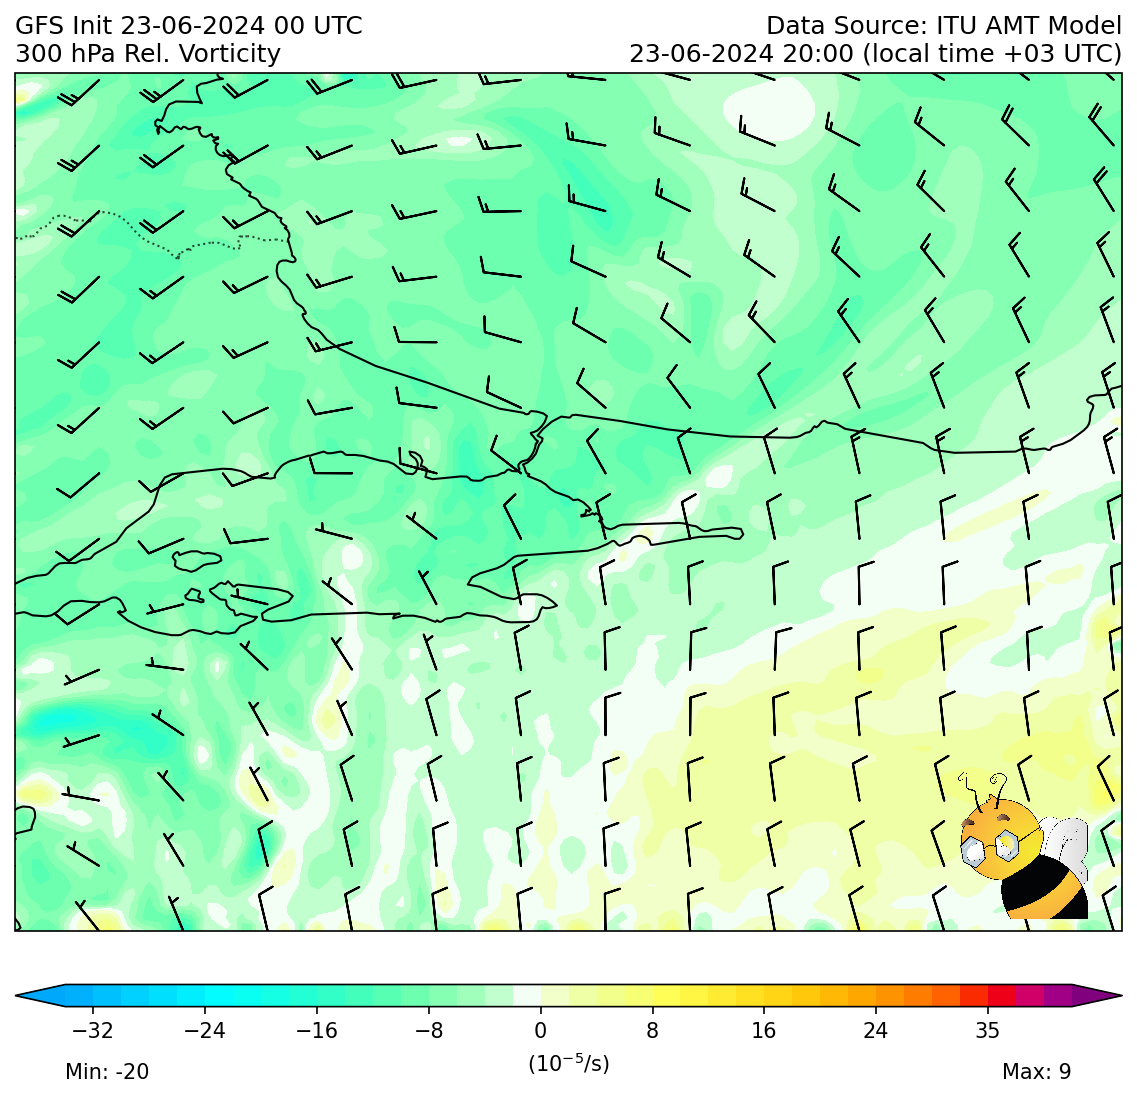 GFS Init 23-06-2024 00 UTC
Data Source: ITU AMT Model
300 hPa Rel. Vorticity
23-06-2024 20:00 (local time +03 UTC)
−32 −24 −16 −8 0 8 16 24 35
(10⁻⁵/s)
Min: -20
Max: 9